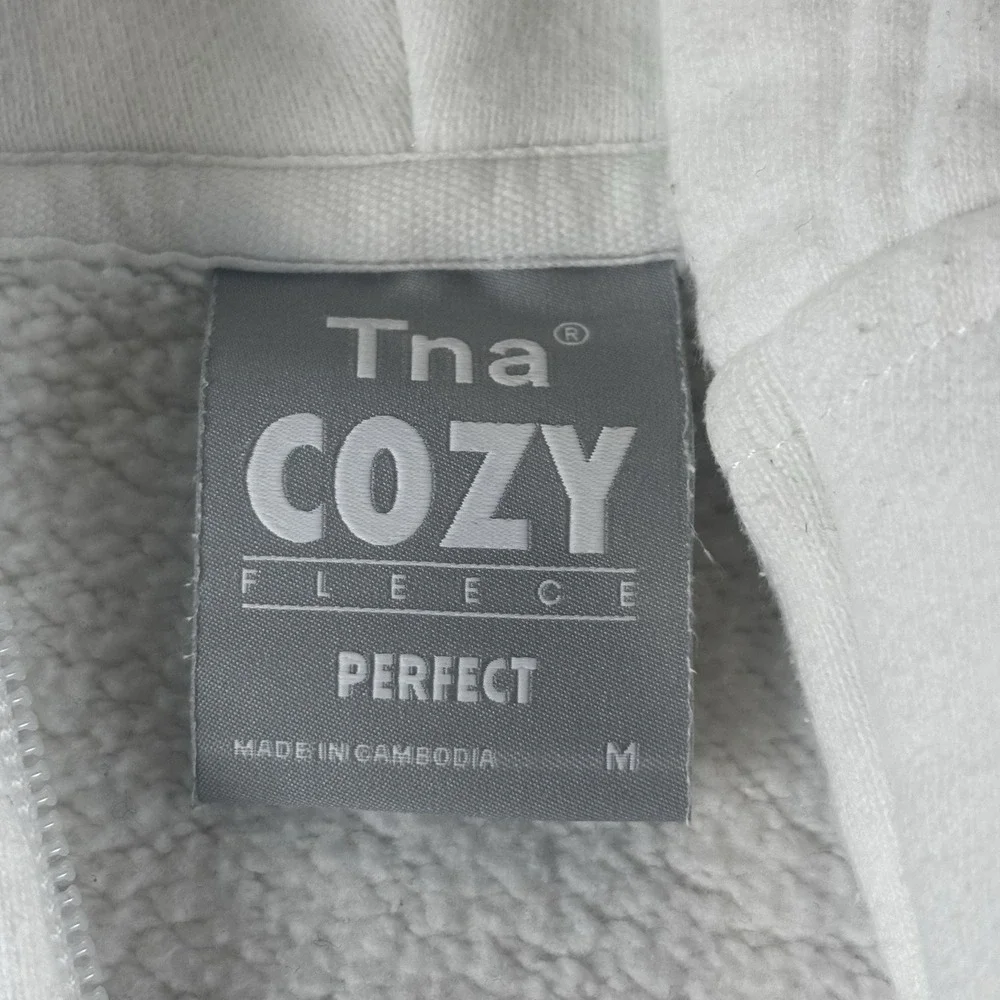 Tna®
COZY
FLEECE
PERFECT
MADE IN CAMBODIA M